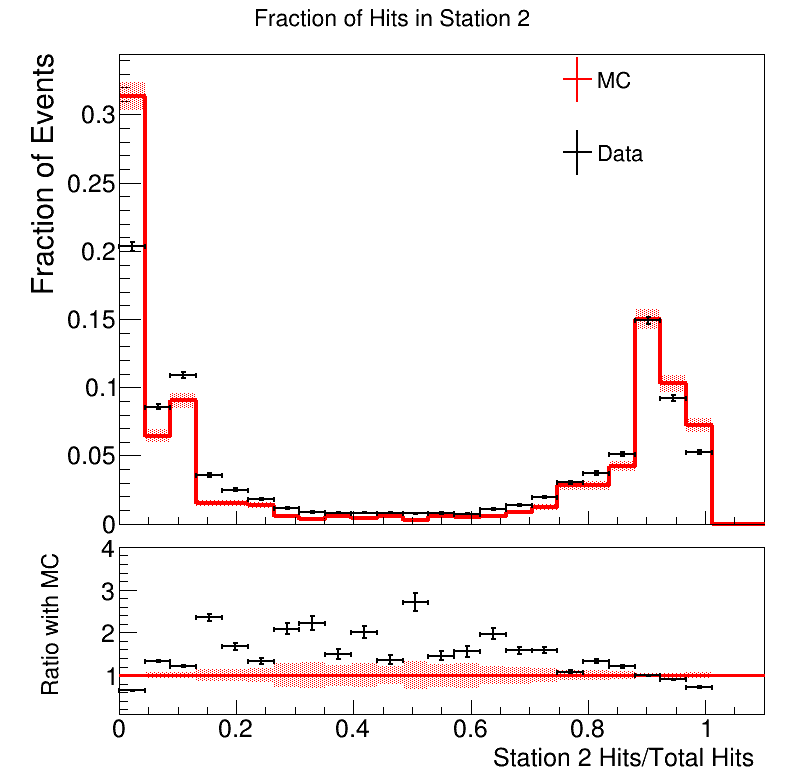 Fraction of Hits in Station 2
Fraction of Events
0.3
0.25
0.2
0.15
0.1
0.05
0
MC
Data
Ratio with MC
4
3
2
1
0 0.2 0.4 0.6 0.8 1
Station 2 Hits/Total Hits